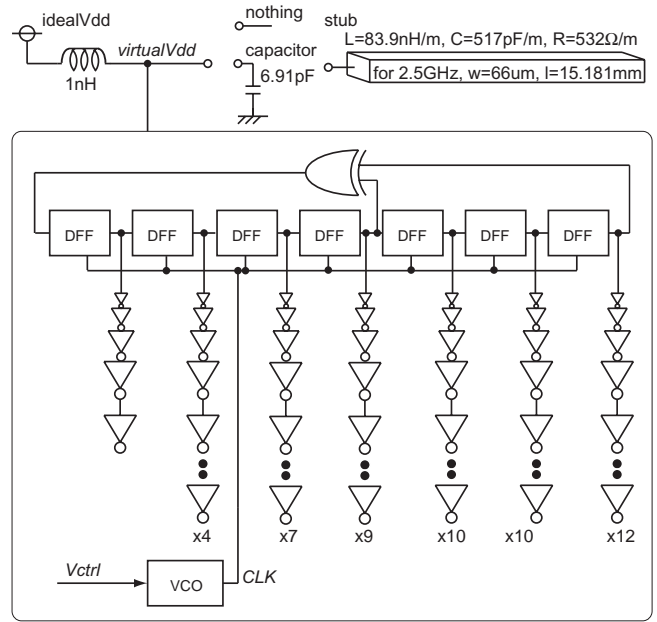 idealVdd
1nH
virtualVdd
nothing
capacitor
6.91pF
stub
L=83.9nH/m, C=517pF/m, R=532Ω/m
for 2.5GHz, w=66um, l=15.181mm
DFF DFF DFF DFF DFF DFF DFF
x4 x7 x9 x10 x10 x12
Vctrl
VCO
CLK